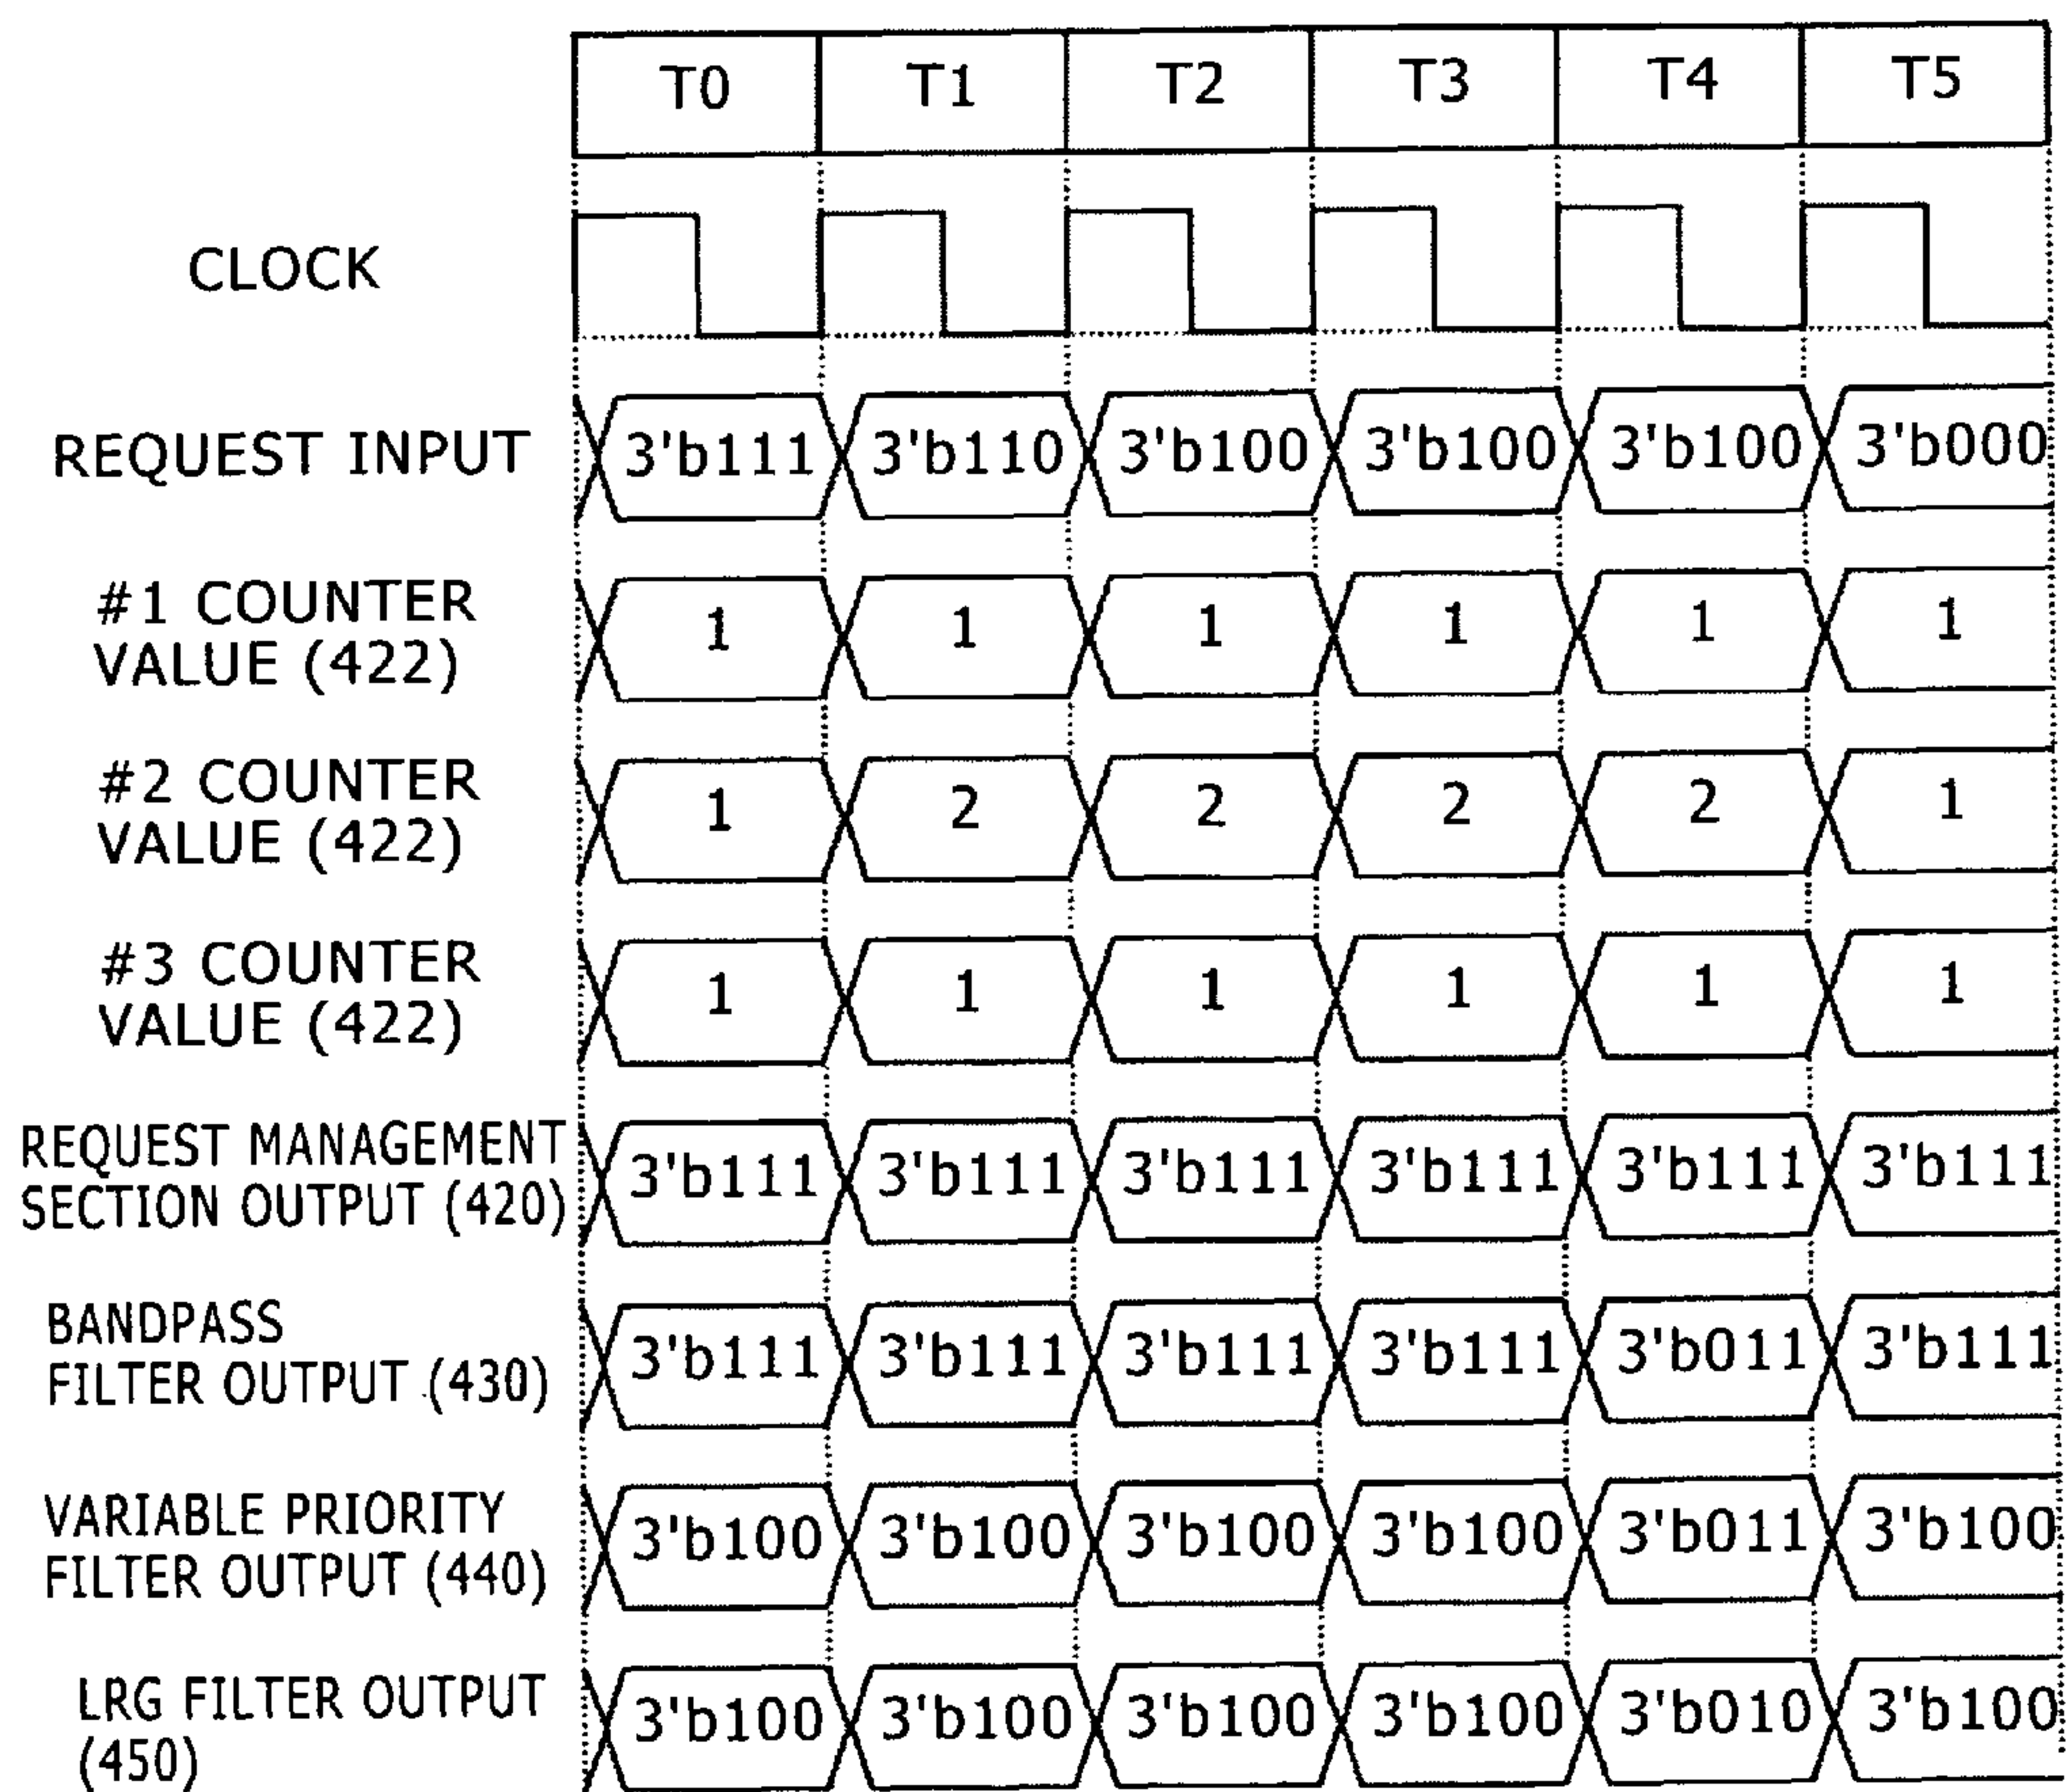 T0 T1 T2 T3 T4 T5
CLOCK
REQUEST INPUT 3'b111 3'b110 3'b100 3'b100 3'b100 3'b000
#1 COUNTER
VALUE (422) 1 1 1 1 1 1
#2 COUNTER
VALUE (422) 1 2 2 2 2 1
#3 COUNTER
VALUE (422) 1 1 1 1 1 1
REQUEST MANAGEMENT
SECTION OUTPUT (420) 3'b111 3'b111 3'b111 3'b111 3'b111 3'b111
BANDPASS
FILTER OUTPUT (430) 3'b111 3'b111 3'b111 3'b111 3'b011 3'b111
VARIABLE PRIORITY
FILTER OUTPUT (440) 3'b100 3'b100 3'b100 3'b100 3'b011 3'b100
LRG FILTER OUTPUT
(450) 3'b100 3'b100 3'b100 3'b100 3'b010 3'b100